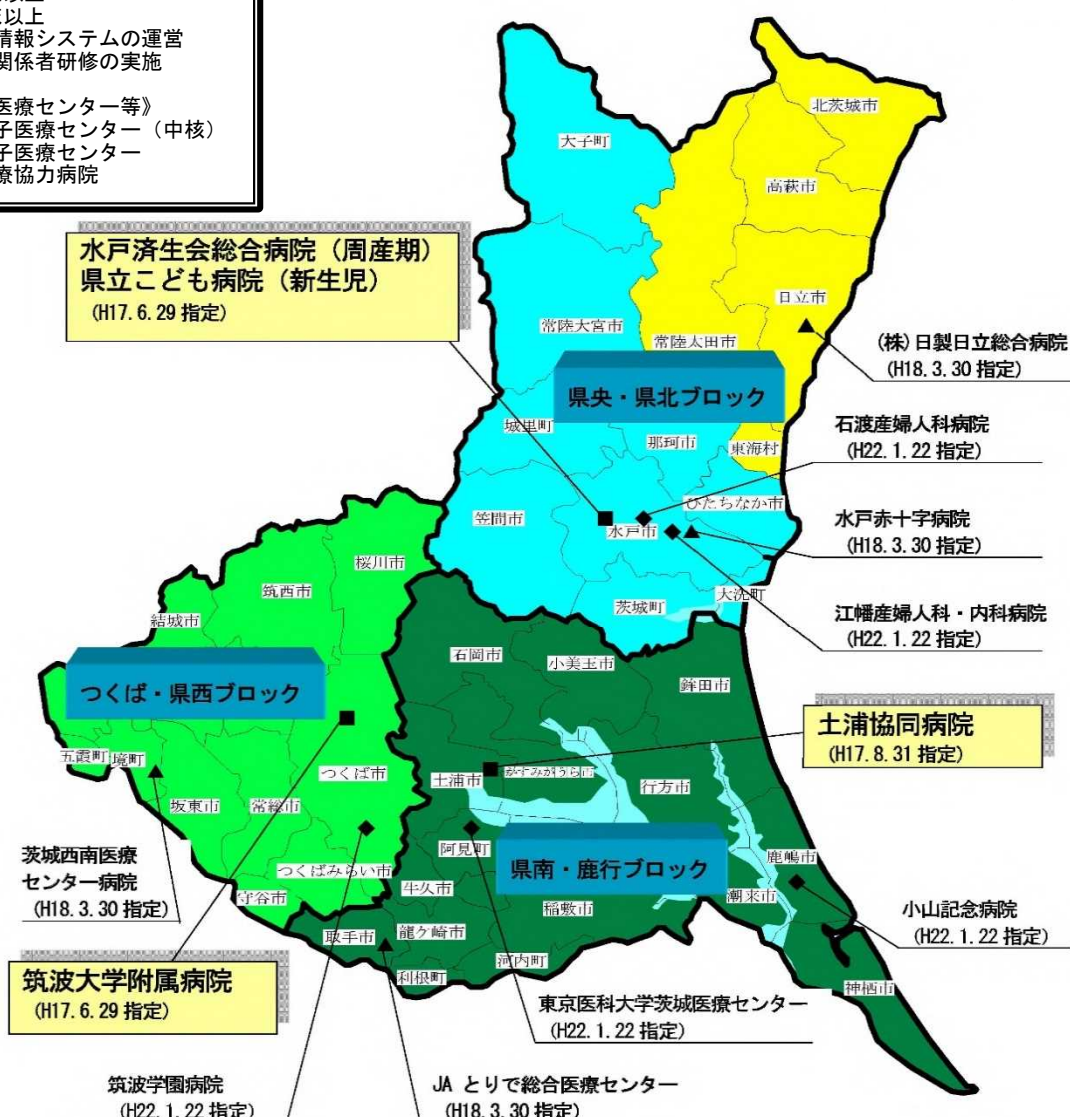 以上
情報システムの運営
関係者研修の実施
医療センター等》
子医療センター（中核）
子医療センター
療協力病院
水戸済生会総合病院（周産期）
県立こども病院（新生児）
(H17.6.29 指定)
北茨城市
大子町
高萩市
日立市
常陸大宮市
常陸太田市
(株)日製日立総合病院
(H18.3.30 指定)
県央・県北ブロック
城里町
那珂市
東海村
石渡産婦人科病院
(H22.1.22 指定)
ひたちなか市
笠間市
水戸市
水戸赤十字病院
(H18.3.30 指定)
桜川市
筑西市
茨城町
大洗町
結城市
江幡産婦人科・内科病院
(H22.1.22 指定)
石岡市
小美玉市
鉾田市
つくば・県西ブロック
土浦協同病院
(H17.8.31 指定)
五霞町
境町
つくば市
土浦市
かすみがうら市
行方市
坂東市
常総市
阿見町
県南・鹿行ブロック
鹿嶋市
茨城西南医療
センター病院
(H18.3.30 指定)
つくばみらい市
牛久市
潮来市
守谷市
稲敷市
小山記念病院
(H22.1.22 指定)
取手市
龍ケ崎市
河内町
利根町
神栖市
筑波大学附属病院
(H17.6.29 指定)
東京医科大学茨城医療センター
(H22.1.22 指定)
筑波学園病院
(H22.1.22 指定)
JA とりで総合医療センター
(H18.3.30 指定)